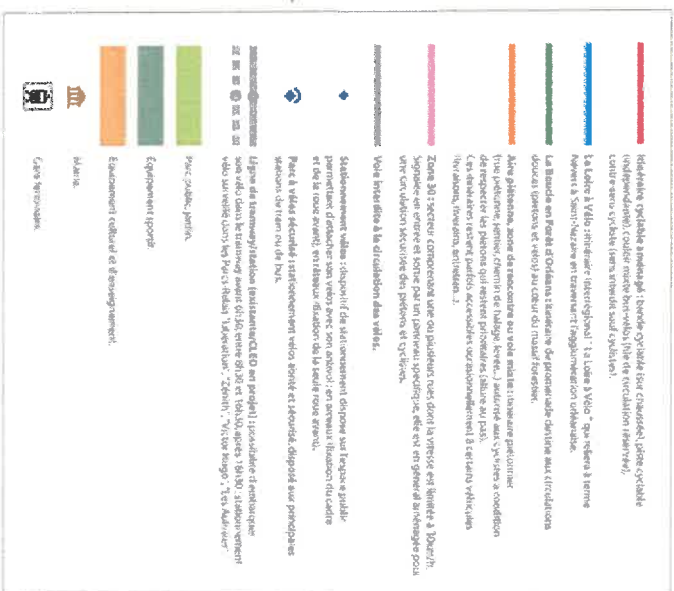 Itinéraire cyclable aménagé : bande cyclable (sur chaussée), piste cyclable
(indépendante), couloir mixte bus-vélos (file de circulation réservée),
contre-sens cycliste (sens interdit sauf cyclistes).
La Loire à Vélo : itinéraire interrégional "La Loire à Vélo" qui reliera à terme
Nevers à Saint-Nazaire en traversant l'agglomération orléanaise.
La Boucle en Forêt d'Orléans : itinéraire de promenade destiné aux circulations
douces (piétons et vélos) au cœur du massif forestier.
Aire piétonne, zone de rencontre ou voie mixte : itinéraire piétonnier
(rue piétonne, sentier, chemin de halage, levée...) autorisé aux cyclistes à condition
de respecter les piétons qui restent prioritaires (allure au pas).
Ces itinéraires restent parfois accessibles occasionnellement à certains véhicules
(livraisons, riverains, entretien...).
Zone 30 : secteur comprenant une ou plusieurs rues dont la vitesse est limitée à 30km/h.
Signalée en entrée et sortie par un panneau spécifique, elle est en général aménagée pour
une circulation sécurisée des piétons et cyclistes.
Voie interdite à la circulation des vélos.
Stationnement vélos : dispositif de stationnement disposé sur l'espace public
permettant d'attacher son vélos avec son antivol : en arceaux (fixation du cadre
et de la roue avant), en râteaux (fixation de la seule roue avant).
Parc à vélos sécurisé : stationnement vélos abrité et sécurisé, disposé aux principales
stations de tram ou de bus.
Ligne de tramway/station (existante/CLEO en projet) : possibilité d'embarquer
son vélo dans le tramway avant 6h30, entre 8h30 et 16h30, après 18h30 ; stationnement
vélo surveillé dans les Parcs-Relais "Libération", "Zénith", "Victor Hugo",
Parc public, jardin.
Équipement sportif.
Équipement culturel et d'enseignement.
Mairie.
Gare ferroviaire.